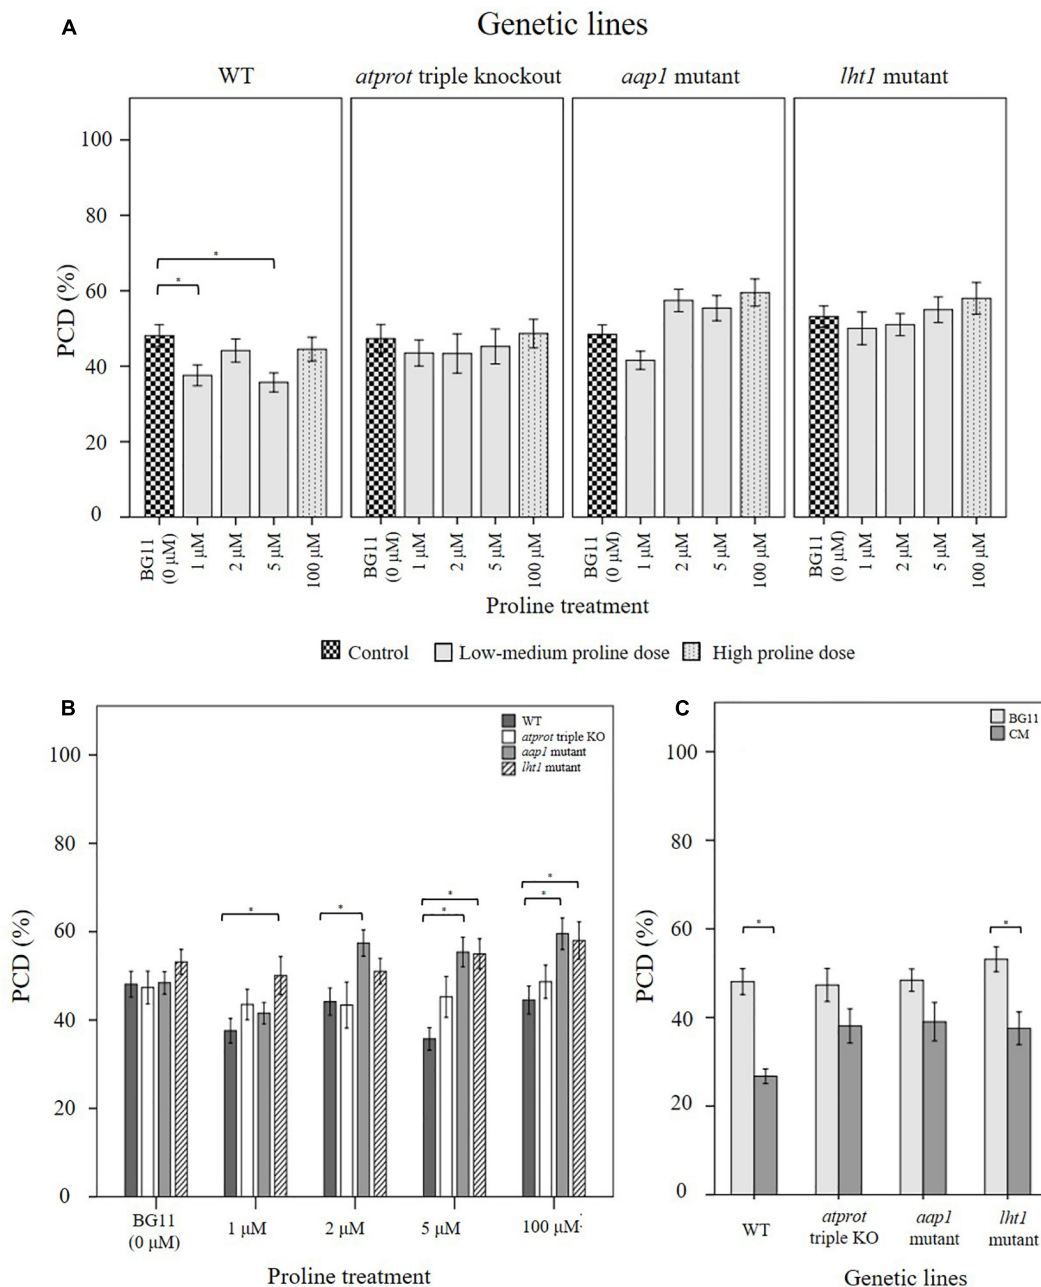 A
Genetic lines
WT
atprot triple knockout
aap1 mutant
lht1 mutant
PCD (%)
100
80
60
40
20
0
*
*
BG11 (0 μM)
1 μM
2 μM
5 μM
100 μM
BG11 (0 μM)
1 μM
2 μM
5 μM
100 μM
BG11 (0 μM)
1 μM
2 μM
5 μM
100 μM
BG11 (0 μM)
1 μM
2 μM
5 μM
100 μM
Proline treatment
Control
Low-medium proline dose
High proline dose
B
WT
atprot triple KO
aap1 mutant
lht1 mutant
PCD (%)
100
80
60
40
20
0
*
*
*
*
*
*
BG11
(0 μM)
1 μM
2 μM
5 μM
100 μM:
Proline treatment
C
BG11
CM
PCD (%)
100
80
60
40
20
0
*
*
WT
atprot
triple KO
aap1
mutant
lht1
mutant
Genetic lines